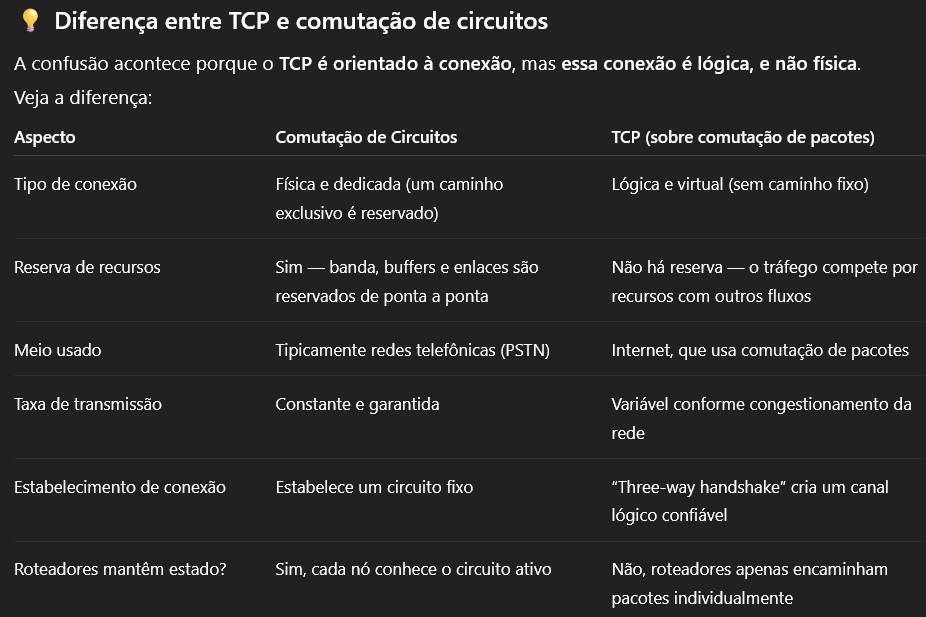 💡 Diferença entre TCP e comutação de circuitos
A confusão acontece porque o TCP é orientado à conexão, mas essa conexão é lógica, e não física.
Veja a diferença:
Aspecto Comutação de Circuitos TCP (sobre comutação de pacotes)
Tipo de conexão Física e dedicada (um caminho Lógica e virtual (sem caminho fixo)
exclusivo é reservado)
Reserva de recursos Sim — banda, buffers e enlaces são Não há reserva — o tráfego compete por
reservados de ponta a ponta recursos com outros fluxos
Meio usado Tipicamente redes telefônicas (PSTN) Internet, que usa comutação de pacotes
Taxa de transmissão Constante e garantida Variável conforme congestionamento da
rede
Estabelecimento de conexão Estabelece um circuito fixo “Three-way handshake” cria um canal
lógico confiável
Roteadores mantêm estado? Sim, cada nó conhece o circuito ativo Não, roteadores apenas encaminham
pacotes individualmente